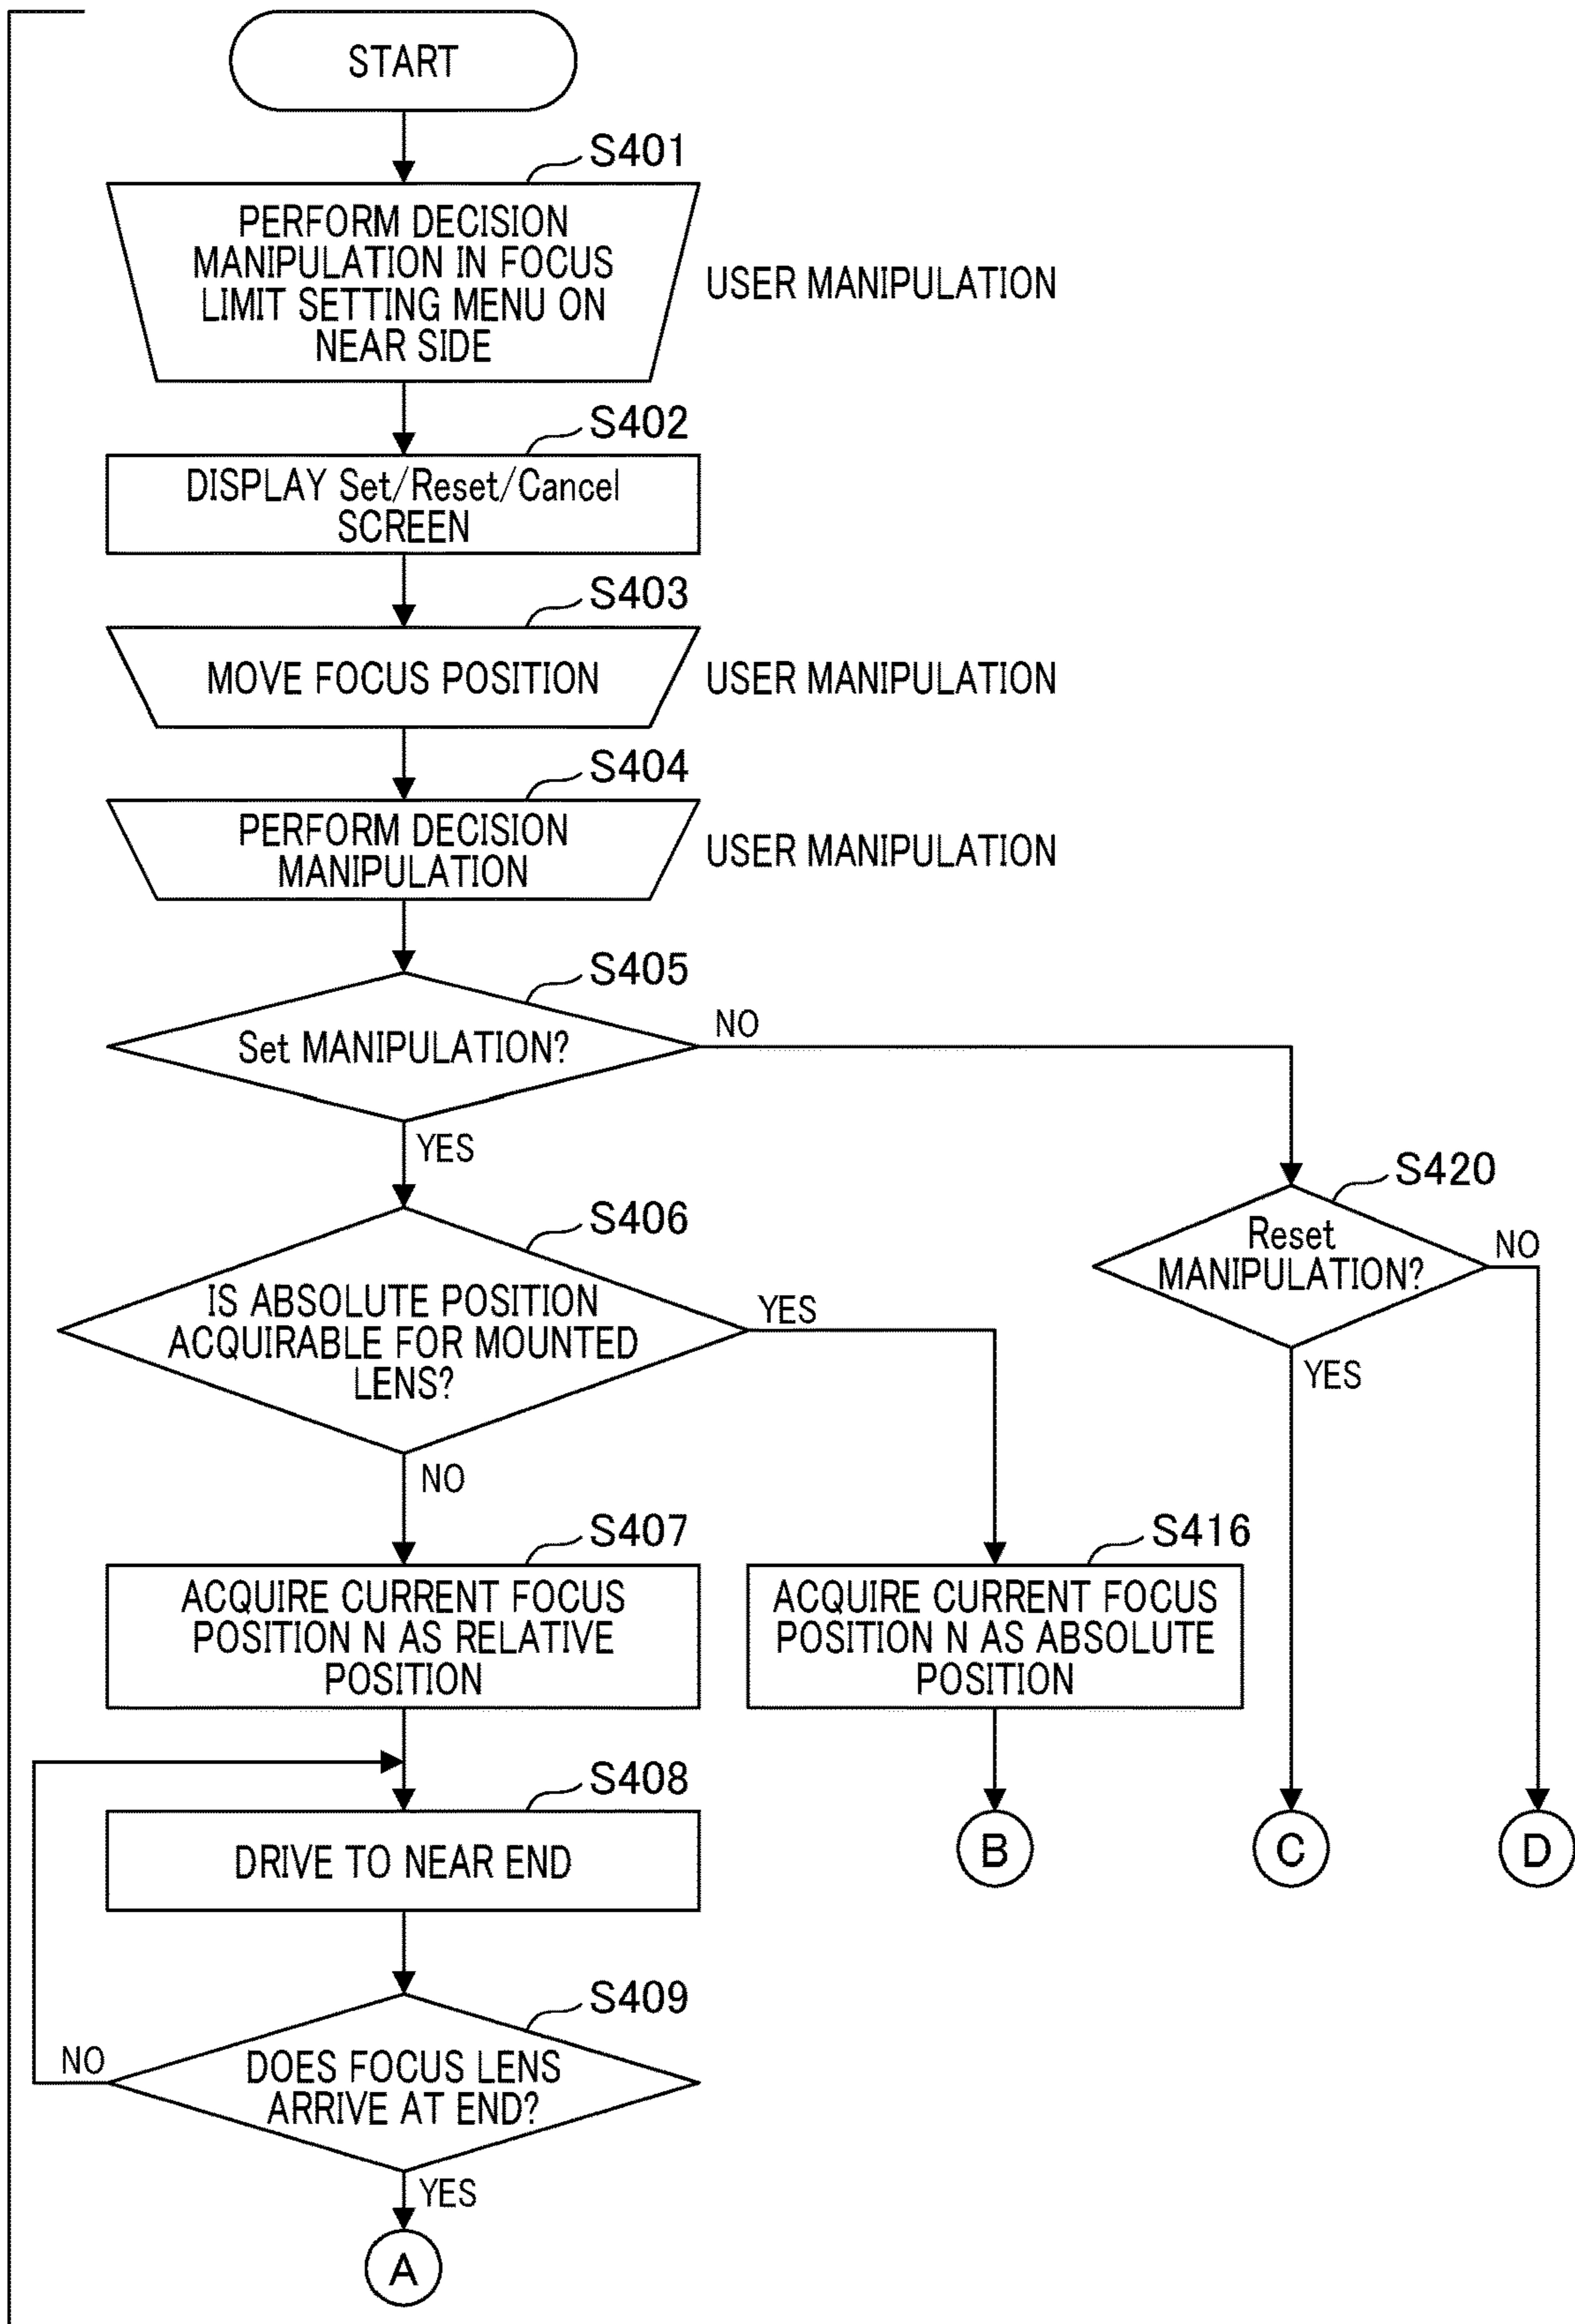 START
S401
PERFORM DECISION
MANIPULATION IN FOCUS
LIMIT SETTING MENU ON
NEAR SIDE
USER MANIPULATION
S402
DISPLAY Set/Reset/Cancel
SCREEN
S403
MOVE FOCUS POSITION
USER MANIPULATION
S404
PERFORM DECISION
MANIPULATION
USER MANIPULATION
S405
Set MANIPULATION?
NO
YES
S420
Reset
MANIPULATION?
NO
YES
S406
IS ABSOLUTE POSITION
ACQUIRABLE FOR MOUNTED
LENS?
YES
NO
S407
ACQUIRE CURRENT FOCUS
POSITION N AS RELATIVE
POSITION
S416
ACQUIRE CURRENT FOCUS
POSITION N AS ABSOLUTE
POSITION
S408
DRIVE TO NEAR END
B
C
D
S409
DOES FOCUS LENS
ARRIVE AT END?
NO
YES
A